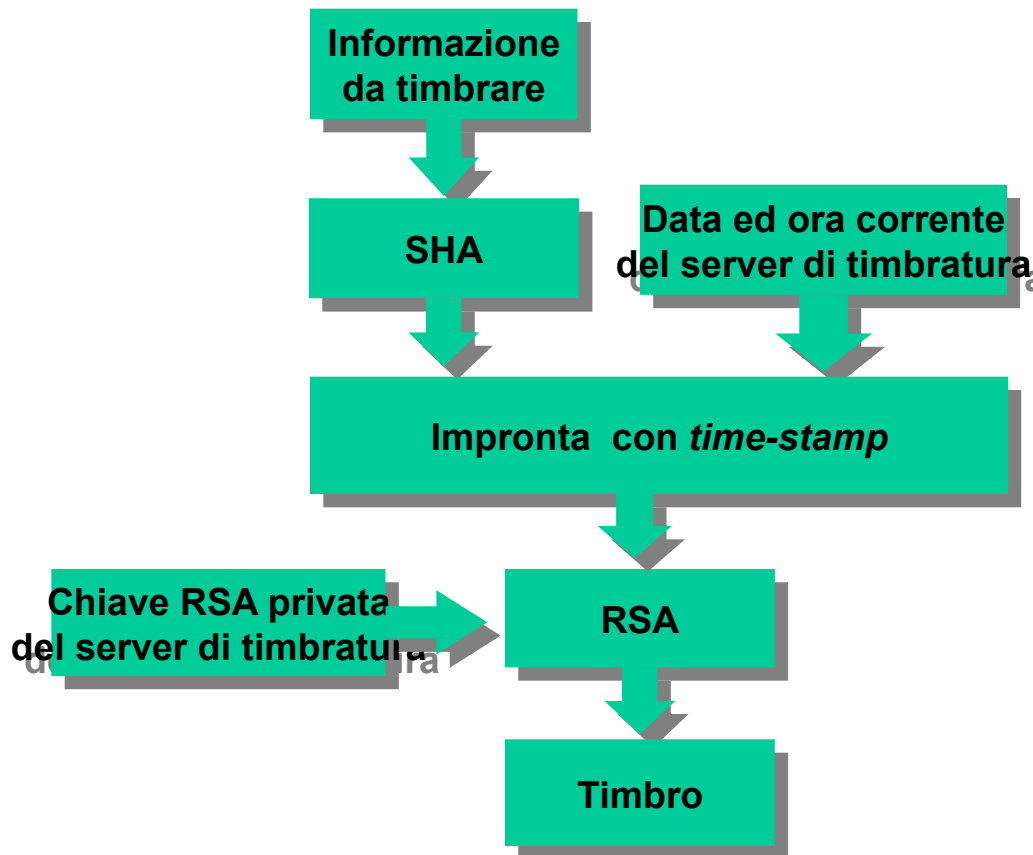 Informazione
da timbrare
SHA
Data ed ora corrente
del server di timbratura
Impronta con time-stamp
Chiave RSA privata
del server di timbratura
RSA
Timbro